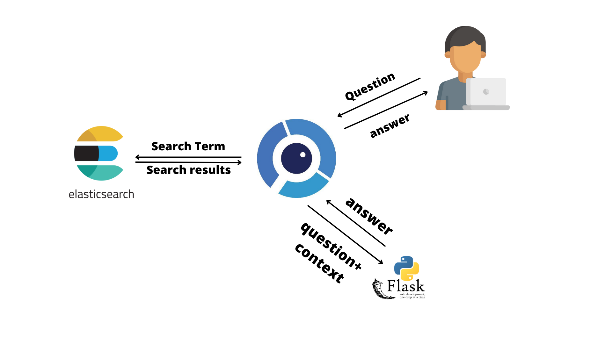 Question
answer
Search Term
Search results
elasticsearch
answer
question+
context
Flask